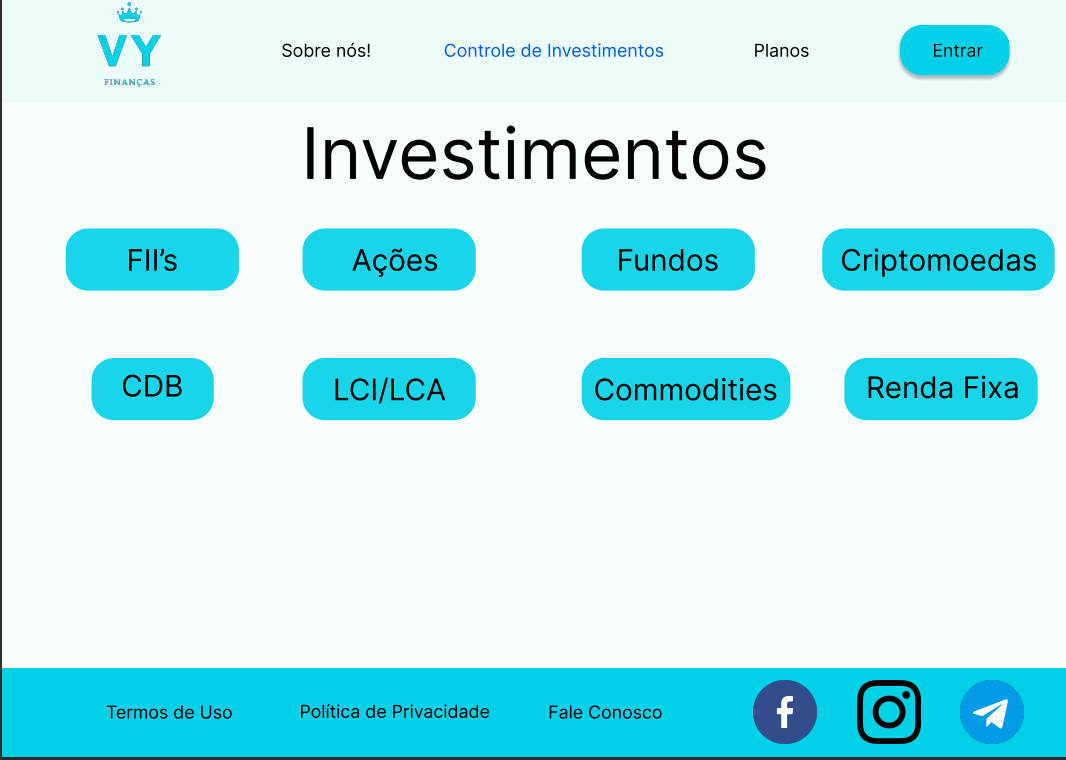 VY
FINANÇAS
Sobre nós! Controle de Investimentos Planos Entrar
Investimentos
FII’s Ações Fundos Criptomoedas
CDB LCI/LCA Commodities Renda Fixa
Termos de Uso Política de Privacidade Fale Conosco